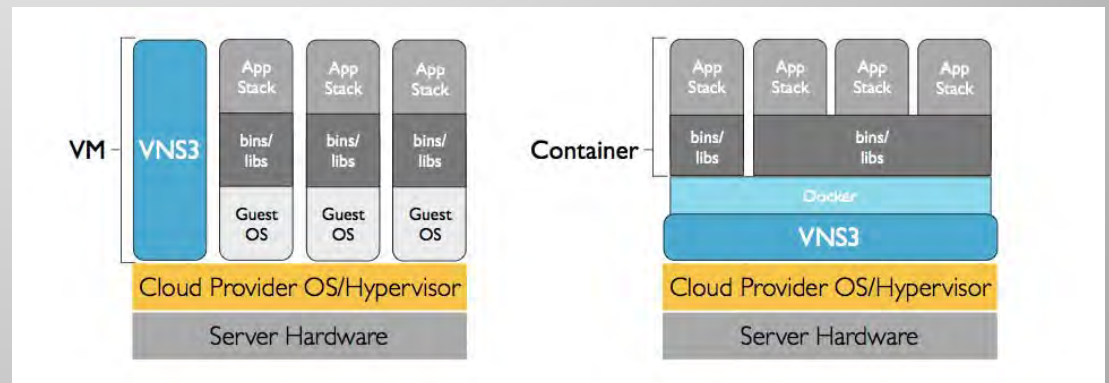 VM
VNS3
App
Stack
bins/
libs
Guest
OS
App
Stack
bins/
libs
Guest
OS
App
Stack
bins/
libs
Guest
OS
Cloud Provider OS/Hypervisor
Server Hardware
Container
App
Stack
App
Stack
App
Stack
App
Stack
bins/
libs
bins/
libs
Docker
VNS3
Cloud Provider OS/Hypervisor
Server Hardware